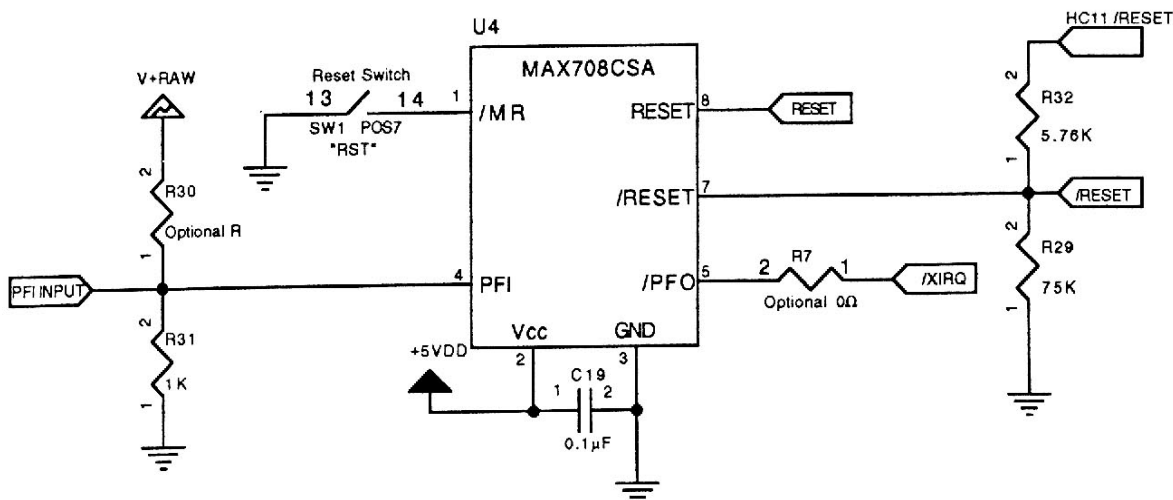 HC11 /RESET
U4
MAX708CSA
V+RAW
Reset Switch
13
14
1
/MR
RESET
8
RESET
2
R32
5.76K
1
SW1 POS7
"RST"
2
R30
Optional R
1
/RESET
7
/RESET
PFI INPUT
4
PFI
/PFO
5
2
R7
1
/XIRQ
Optional 0Ω
2
R29
75K
1
2
R31
1K
1
Vcc
GND
+5VDD
2
3
C19
1
2
0.1µF